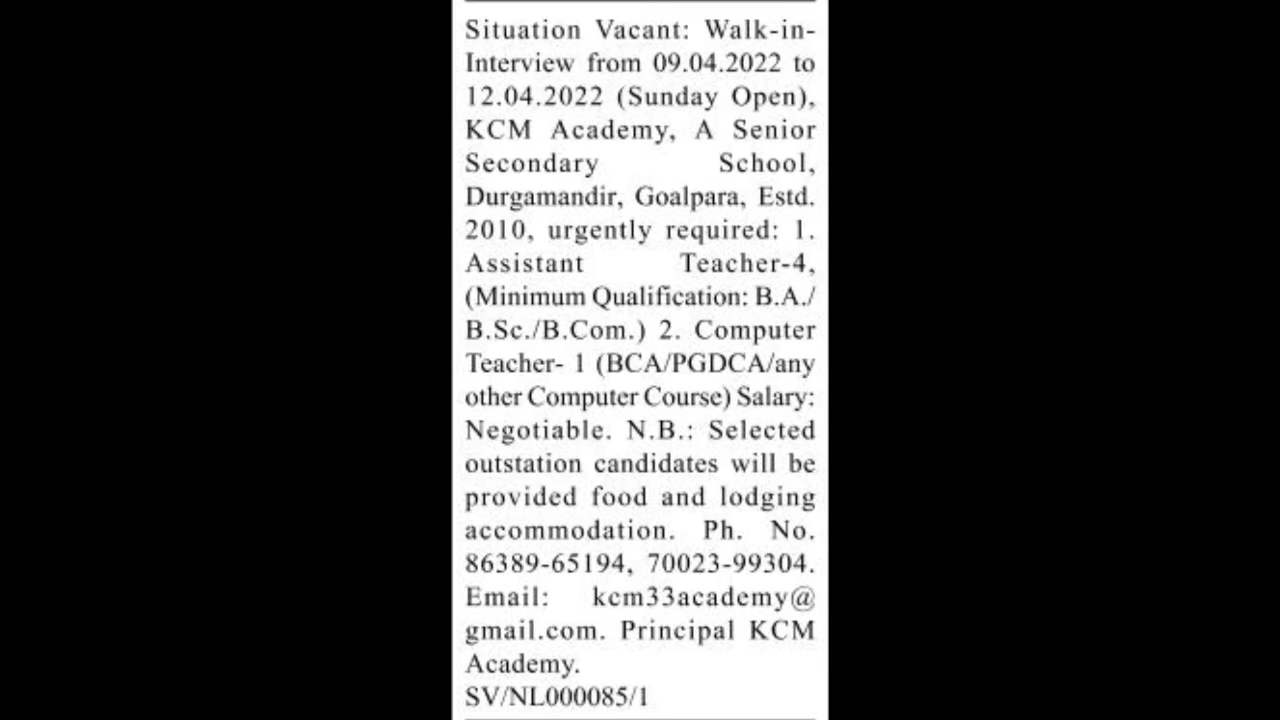 Situation Vacant: Walk-in-
Interview from 09.04.2022 to
12.04.2022 (Sunday Open),
KCM Academy, A Senior
Secondary School,
Durgamandir, Goalpara, Estd.
2010, urgently required: 1.
Assistant Teacher-4,
(Minimum Qualification: B.A./
B.Sc./B.Com.) 2. Computer
Teacher- 1 (BCA/PGDCA/any
other Computer Course) Salary:
Negotiable. N.B.: Selected
outstation candidates will be
provided food and lodging
accommodation. Ph. No.
86389-65194, 70023-99304.
Email: kcm33academy@
gmail.com. Principal KCM
Academy.
SV/NL000085/1